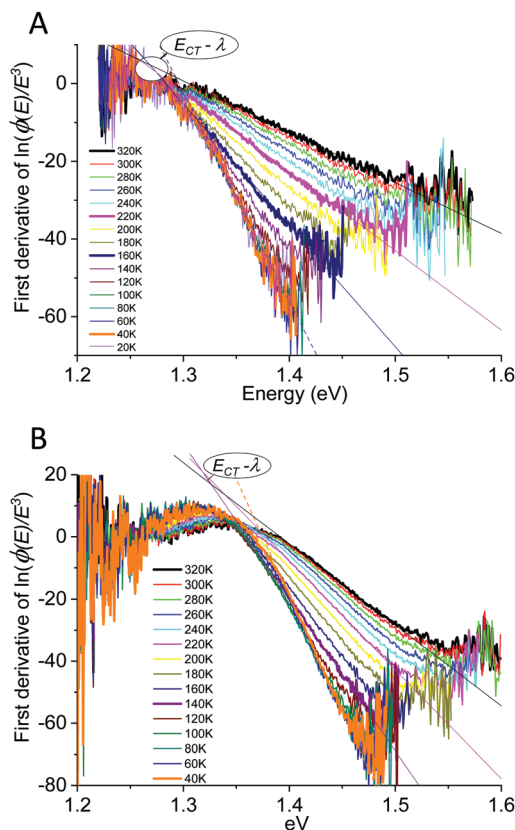 A
E_CT - λ
First derivative of ln(ϕ(E)/E³)
0
-20
-40
-60
320K
300K
280K
260K
240K
220K
200K
180K
160K
140K
120K
100K
80K
60K
40K
20K
1.2 1.3 1.4 1.5 1.6
Energy (eV)
B
E_CT - λ
First derivative of ln(ϕ(E)/E³)
20
0
-20
-40
-60
-80
320K
300K
280K
260K
240K
220K
200K
180K
160K
140K
120K
100K
80K
60K
40K
1.2 1.3 1.4 1.5 1.6
eV